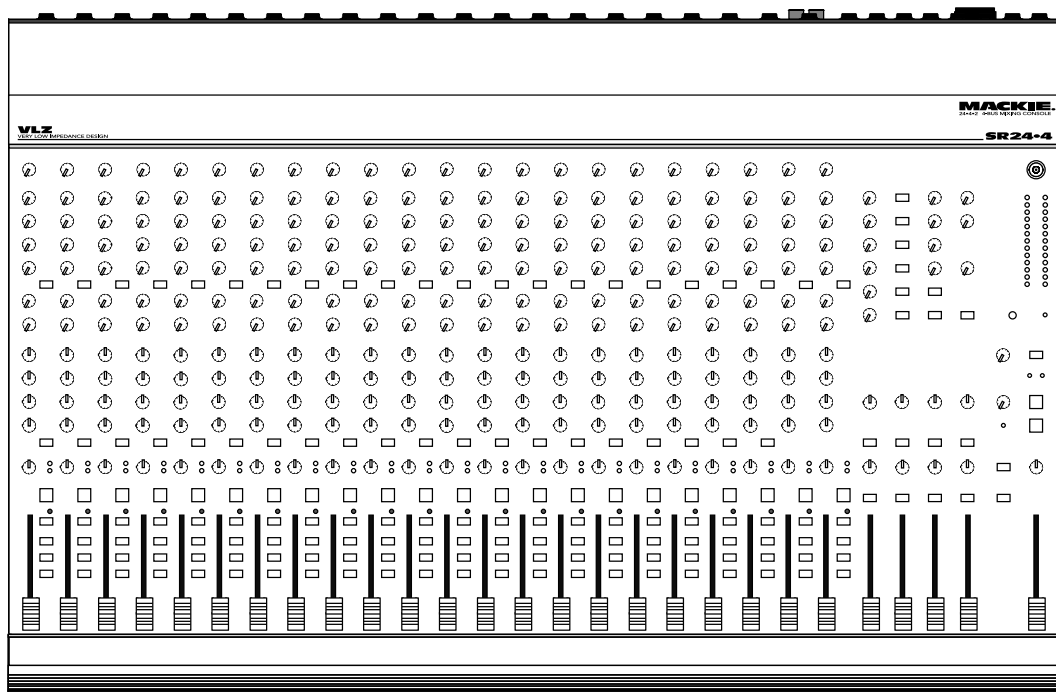 MACKIE.
24•4•2 4-BUS MIXING CONSOLE
VLZ
VERY LOW IMPEDANCE DESIGN
SR24•4